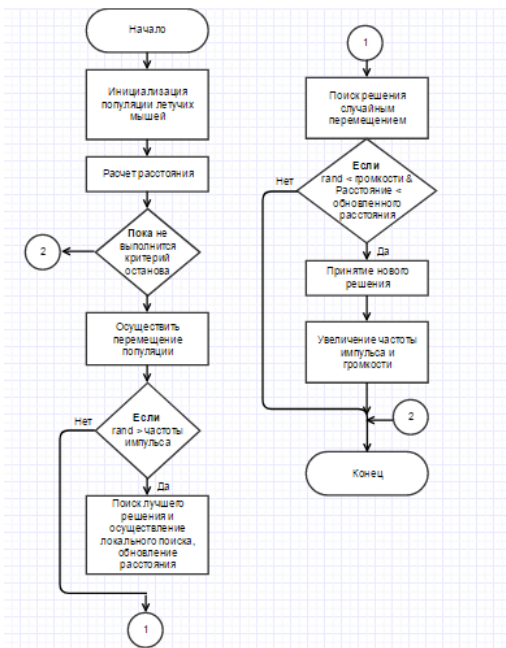 Начало
Инициализация
популяции летучих
мышей
Расчет расстояния
Пока не
выполнится
критерий
останова
2
Осуществить
перемещение
популяции
Нет
Если
rand > частоты
импульса
Да
Поиск лучшего
решения и
осуществление
локального поиска,
обновление
расстояния
1
1
Поиск решения
случайным
перемещением
Нет
Если
rand < громкости &
Расстояние <
обновленного
расстояния
Да
Принятие нового
решения
Увеличение частоты
импульса и
громкости
2
Конец